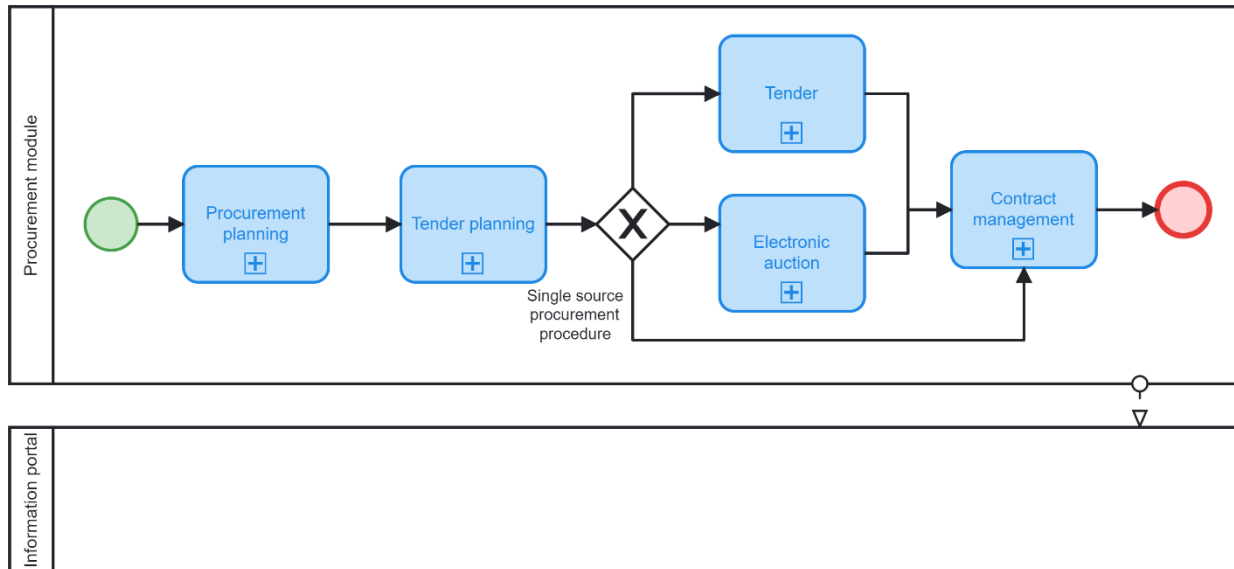 Procurement module
Procurement
planning
Tender planning
Single source
procurement
procedure
Tender
Electronic
auction
Contract
management
Information portal